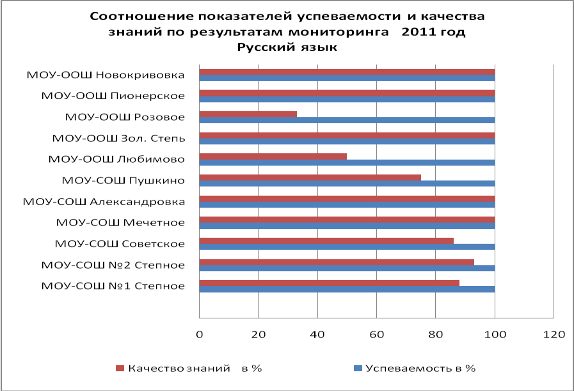 Соотношение показателей успеваемости и качества
знаний по результатам мониторинга 2011 год
Русский язык
МОУ-ООШ Новокривовка
МОУ-ООШ Пионерское
МОУ-ООШ Розовое
МОУ-ООШ Зол. Степь
МОУ-ООШ Любимово
МОУ-СОШ Пушкино
МОУ-СОШ Александровка
МОУ-СОШ Мечетное
МОУ-СОШ Советское
МОУ-СОШ №2 Степное
МОУ-СОШ №1 Степное
0 20 40 60 80 100 120
Качество знаний в % Успеваемость в %